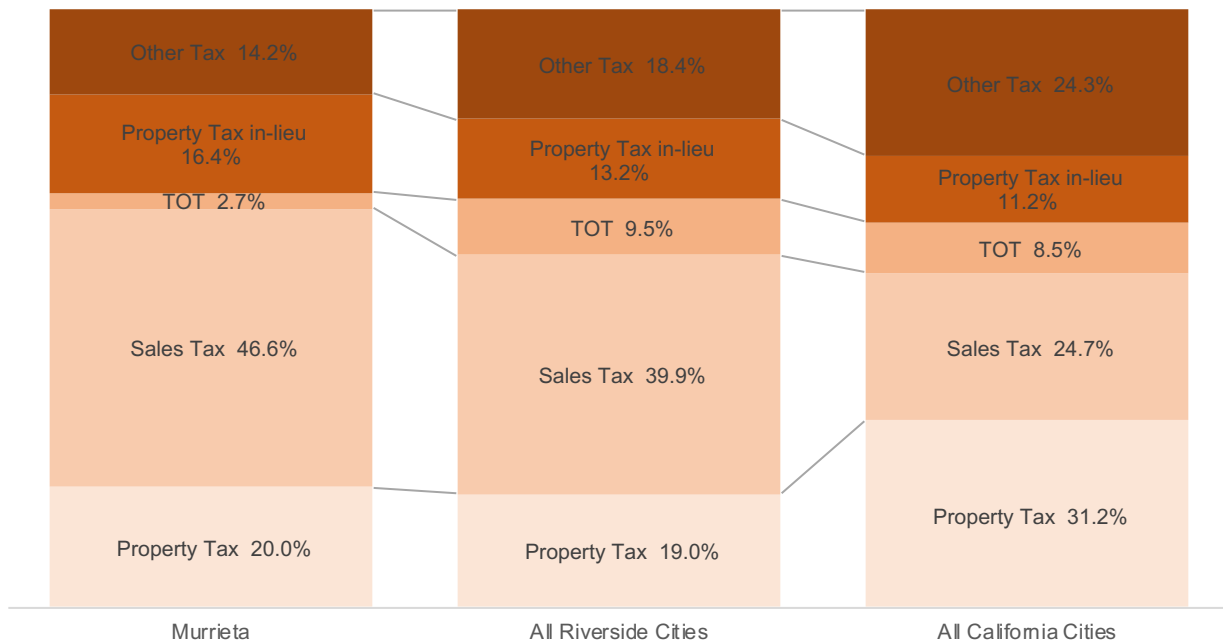 Other Tax 14.2%
Property Tax in-lieu
16.4%
TOT 2.7%
Sales Tax 46.6%
Property Tax 20.0%
Murrieta
Other Tax 18.4%
Property Tax in-lieu
13.2%
TOT 9.5%
Sales Tax 39.9%
Property Tax 19.0%
All Riverside Cities
Other Tax 24.3%
Property Tax in-lieu
11.2%
TOT 8.5%
Sales Tax 24.7%
Property Tax 31.2%
All California Cities